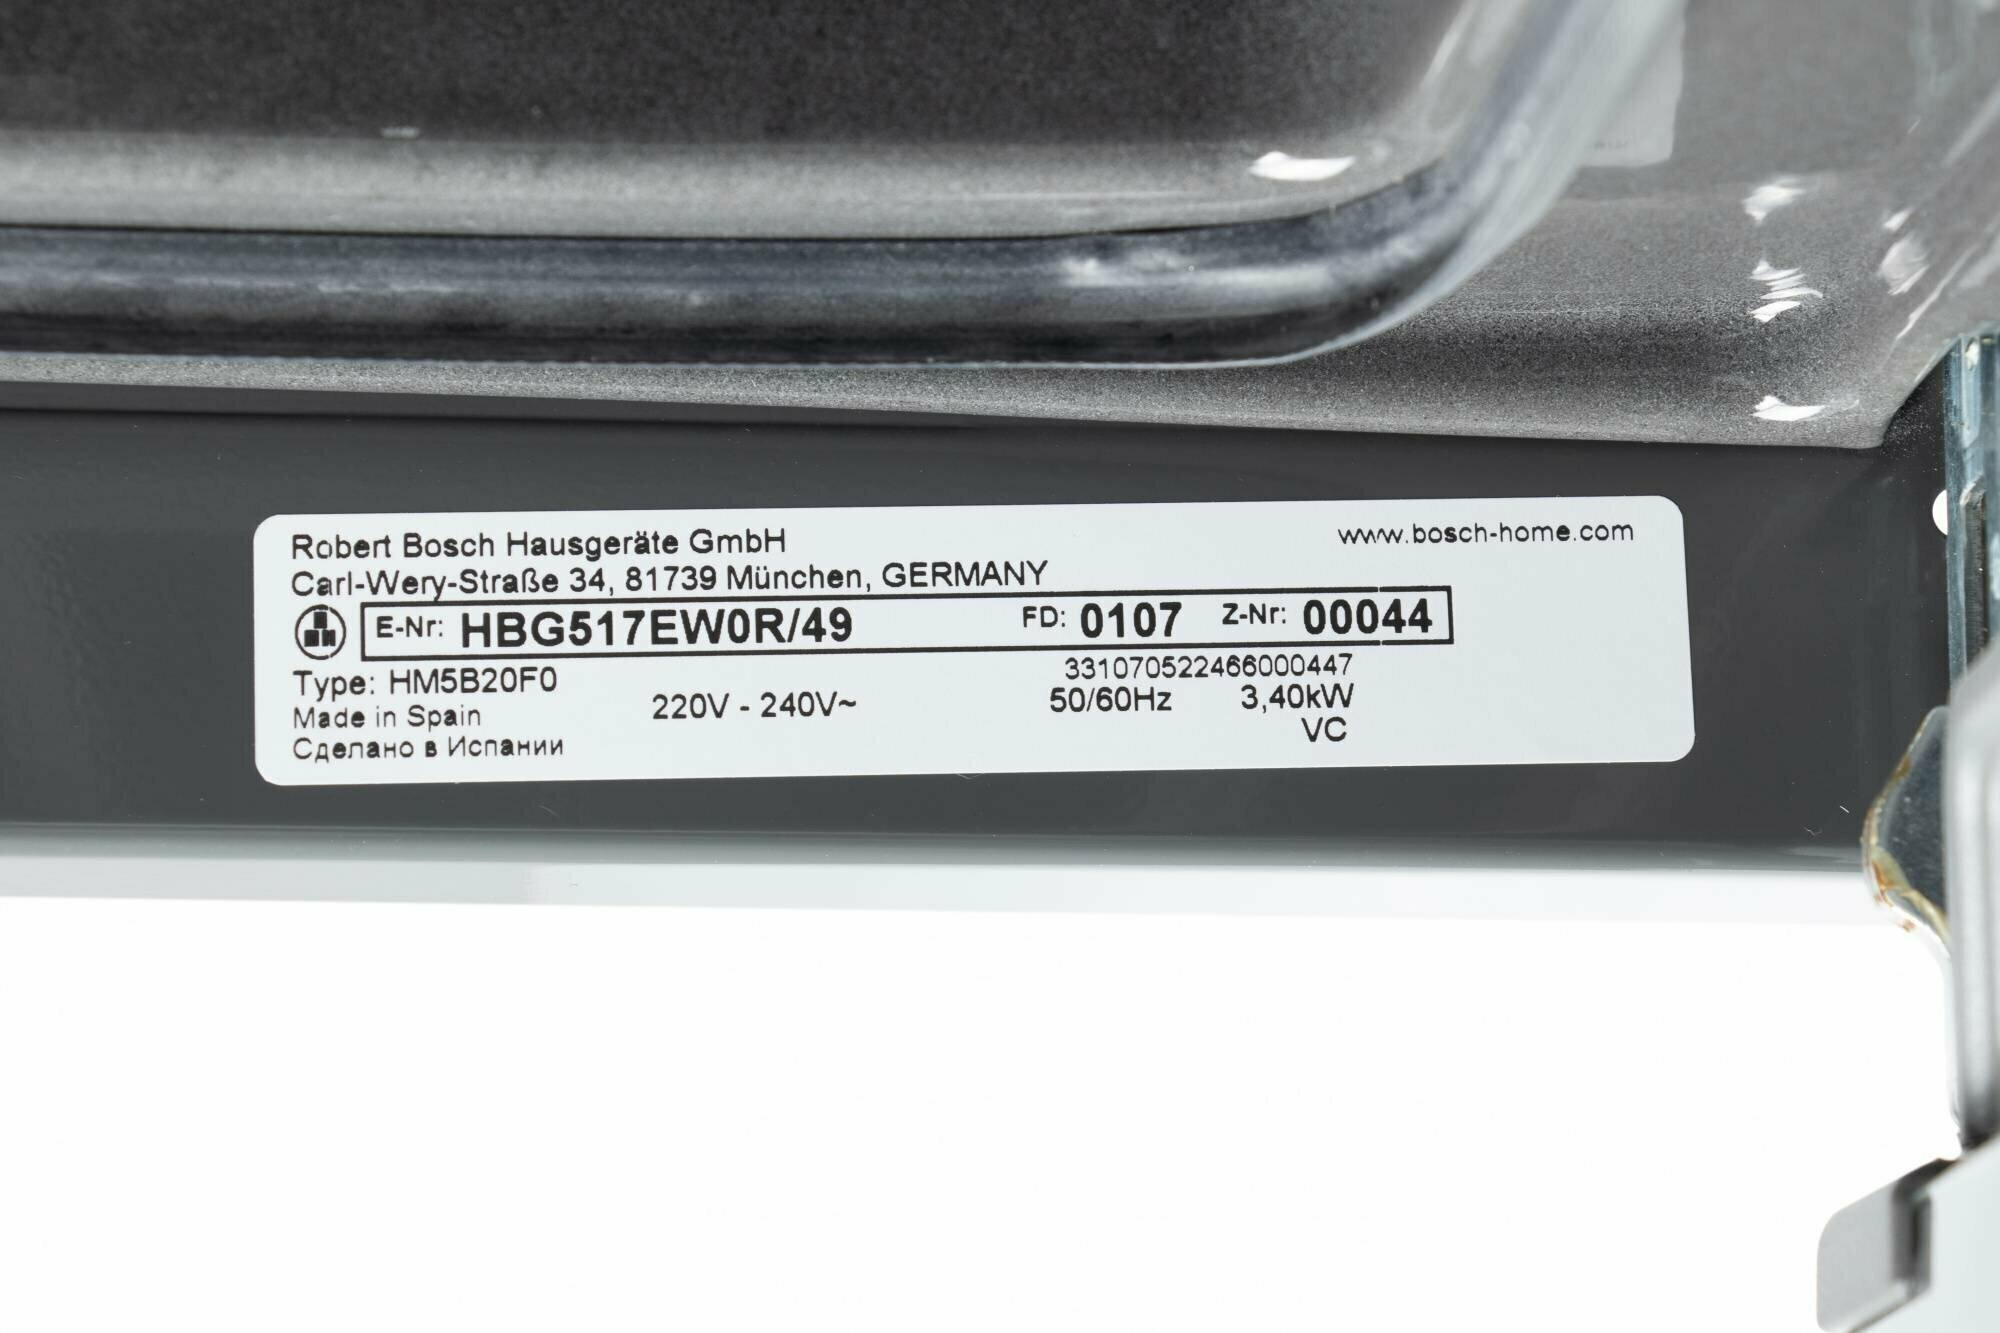 Robert Bosch Hausgeräte GmbH
www.bosch-home.com
Carl-Wery-Straße 34, 81739 München, GERMANY
E-Nr: HBG517EW0R/49 FD: 0107 Z-Nr: 00044
331070522466000447
Type: HM5B20F0
220V - 240V~ 50/60Hz 3,40kW
Made in Spain
VC
Сделано в Испании